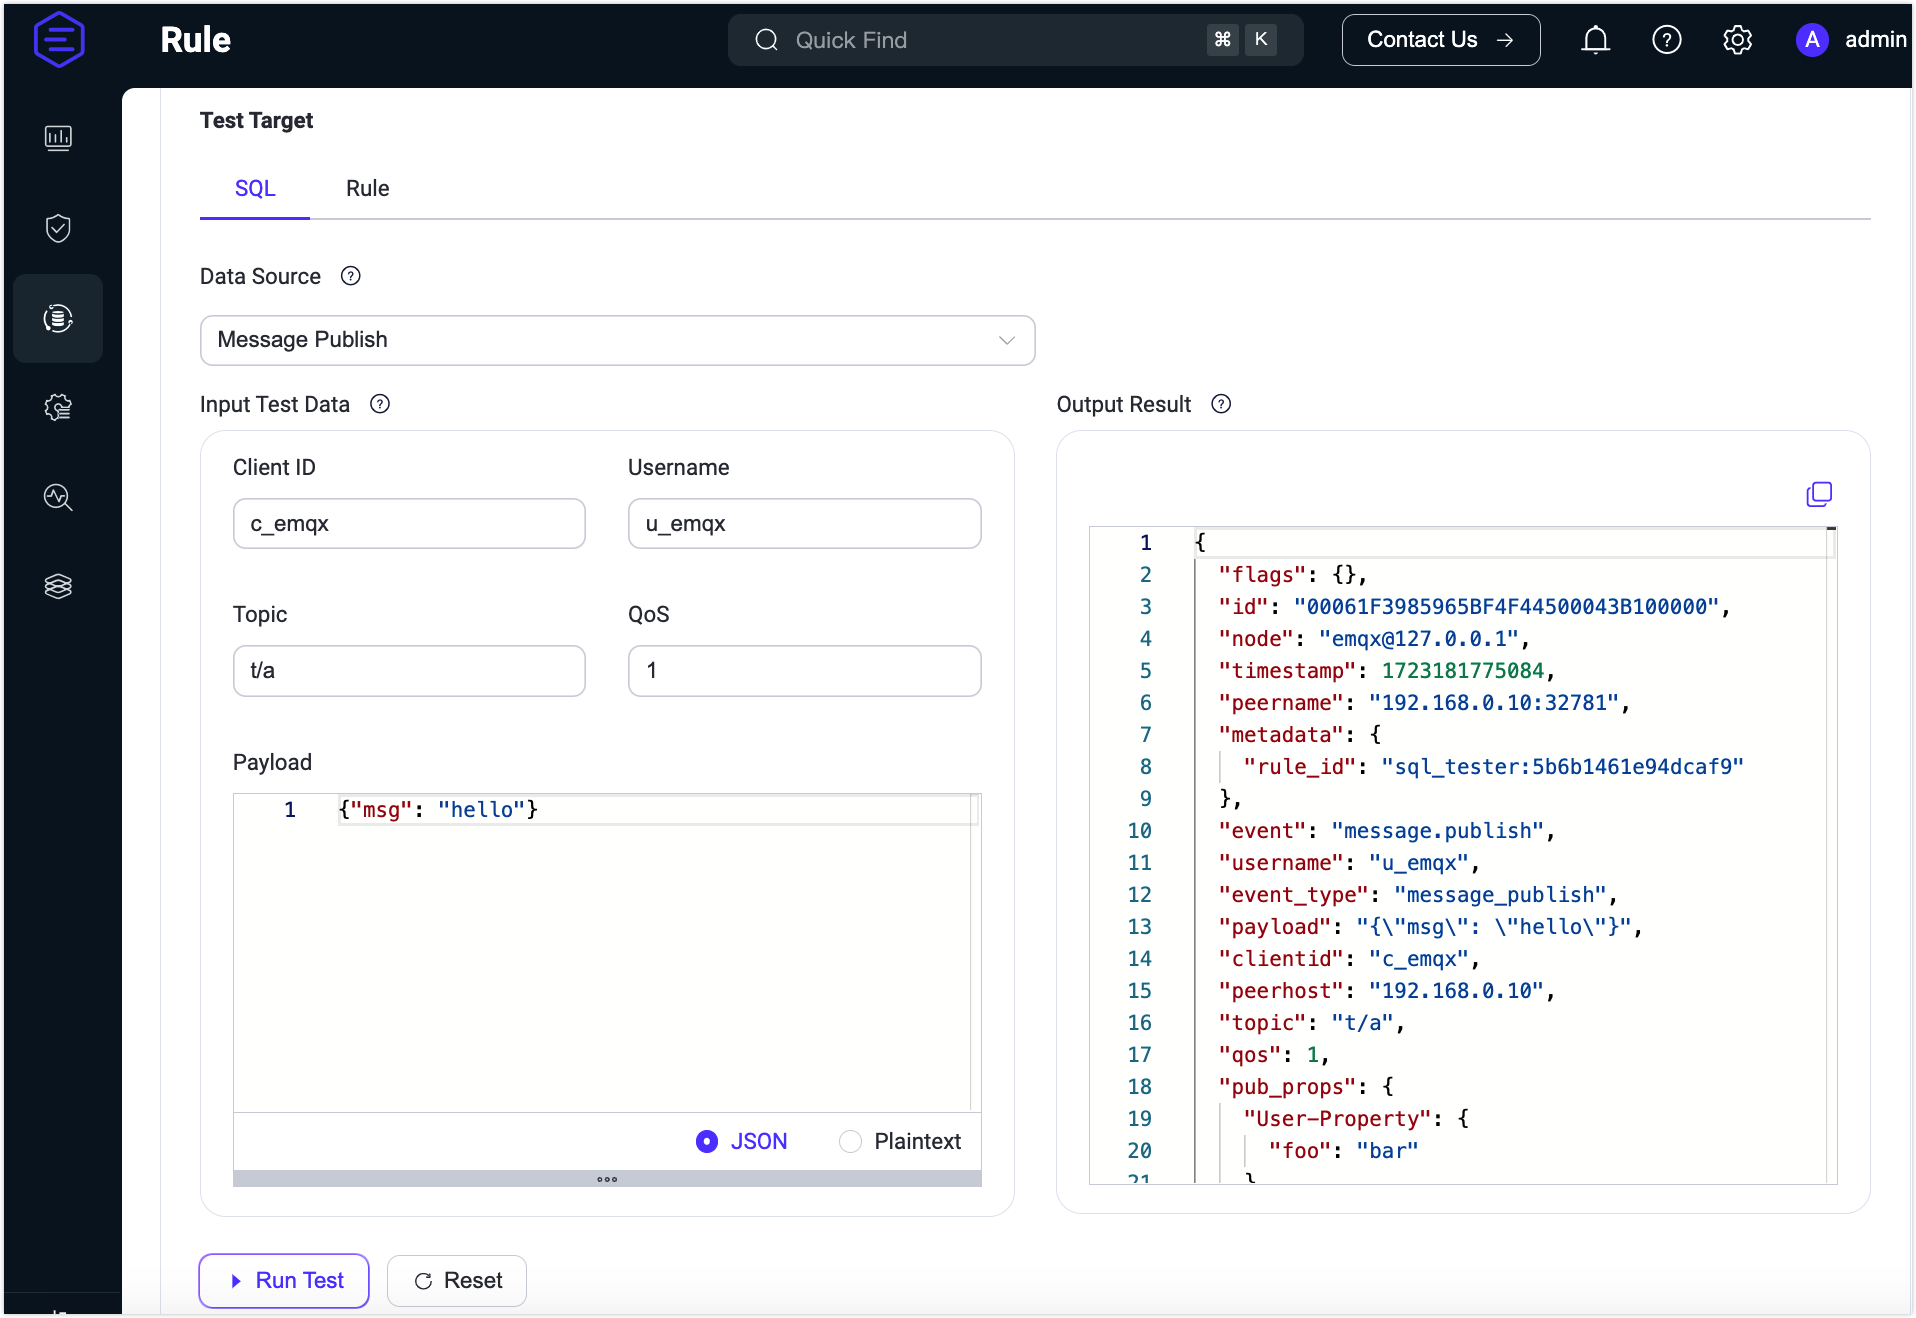 Rule
Quick Find
⌘ K
Contact Us →
A admin
Test Target
SQL
Rule
Data Source ?
Message Publish
Input Test Data ?
Client ID
Username
c_emqx
u_emqx
Topic
QoS
t/a
1
Payload
1 {"msg": "hello"}
JSON
Plaintext
Run Test
Reset
Output Result ?
1 {
2 "flags": {},
3 "id": "00061F3985965BF4F44500043B100000",
4 "node": "emqx@127.0.0.1",
5 "timestamp": 1723181775084,
6 "peername": "192.168.0.10:32781",
7 "metadata": {
8 "rule_id": "sql_tester:5b6b1461e94dcaf9"
9 },
10 "event": "message.publish",
11 "username": "u_emqx",
12 "event_type": "message_publish",
13 "payload": "{\"msg\": \"hello\"}",
14 "clientid": "c_emqx",
15 "peerhost": "192.168.0.10",
16 "topic": "t/a",
17 "qos": 1,
18 "pub_props": {
19 "User-Property": {
20 "foo": "bar"
21 }